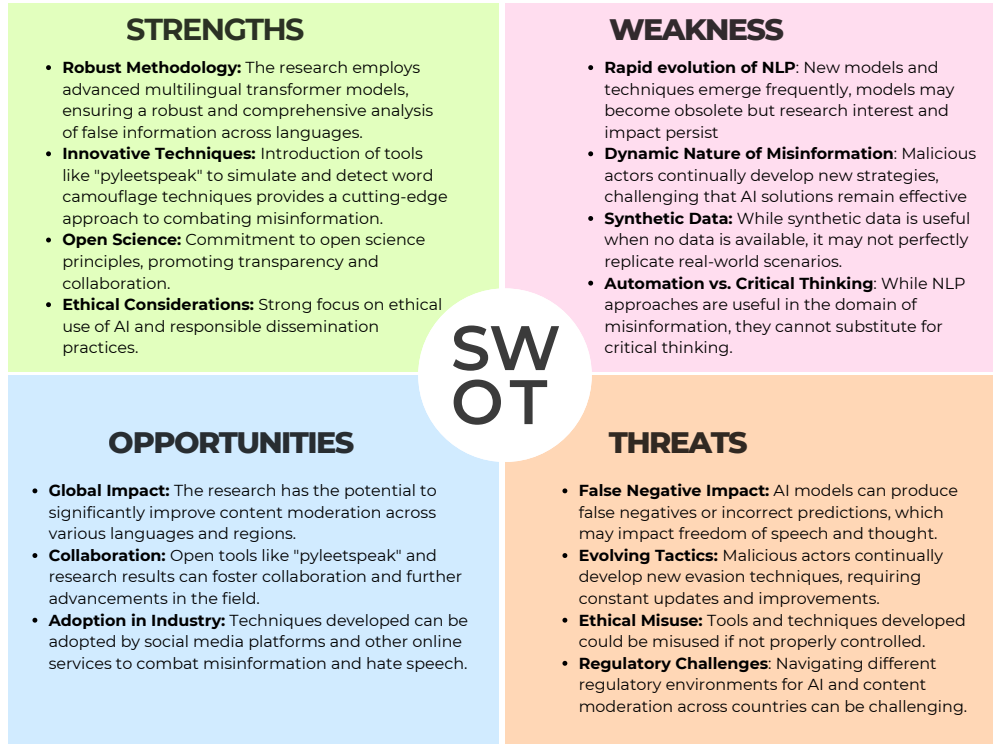 STRENGTHS
• Robust Methodology: The research employs
advanced multilingual transformer models,
ensuring a robust and comprehensive analysis
of false information across languages.
• Innovative Techniques: Introduction of tools
like "pyleetspeak" to simulate and detect word
camouflage techniques provides a cutting-edge
approach to combating misinformation.
• Open Science: Commitment to open science
principles, promoting transparency and
collaboration.
• Ethical Considerations: Strong focus on ethical
use of AI and responsible dissemination
practices.
WEAKNESS
• Rapid evolution of NLP: New models and
techniques emerge frequently, models may
become obsolete but research interest and
impact persist
• Dynamic Nature of Misinformation: Malicious
actors continually develop new strategies,
challenging that AI solutions remain effective
• Synthetic Data: While synthetic data is useful
when no data is available, it may not perfectly
replicate real-world scenarios.
• Automation vs. Critical Thinking: While NLP
approaches are useful in the domain of
misinformation, they cannot substitute for
critical thinking.
SW
OT
OPPORTUNITIES
• Global Impact: The research has the potential to
significantly improve content moderation across
various languages and regions.
• Collaboration: Open tools like "pyleetspeak" and
research results can foster collaboration and further
advancements in the field.
• Adoption in Industry: Techniques developed can be
adopted by social media platforms and other online
services to combat misinformation and hate speech.
THREATS
• False Negative Impact: AI models can produce
false negatives or incorrect predictions, which
may impact freedom of speech and thought.
• Evolving Tactics: Malicious actors continually
develop new evasion techniques, requiring
constant updates and improvements.
• Ethical Misuse: Tools and techniques developed
could be misused if not properly controlled.
• Regulatory Challenges: Navigating different
regulatory environments for AI and content
moderation across countries can be challenging.